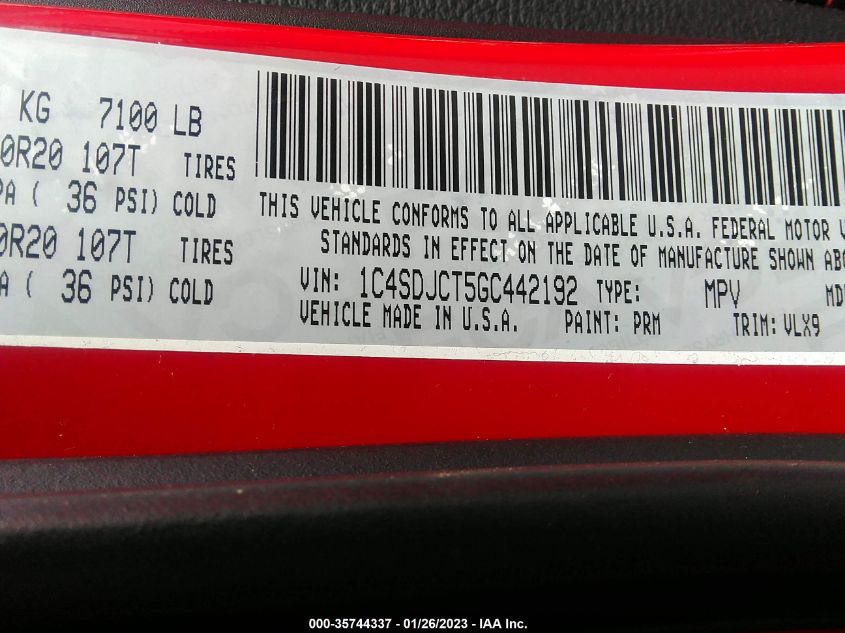 KG 7100 LB
0R20 107T TIRES
PA ( 36 PSI) COLD
0R20 107T TIRES
A ( 36 PSI) COLD
THIS VEHICLE CONFORMS TO ALL APPLICABLE U.S.A. FEDERAL MOTOR V
STANDARDS IN EFFECT ON THE DATE OF MANUFACTURE SHOWN ABO
VIN: 1C4SDJCT5GC442192 TYPE: MPV MD
VEHICLE MADE IN U.S.A. PAINT: PRM TRIM: VLX9
000-35744337 - 01/26/2023 - IAA Inc.